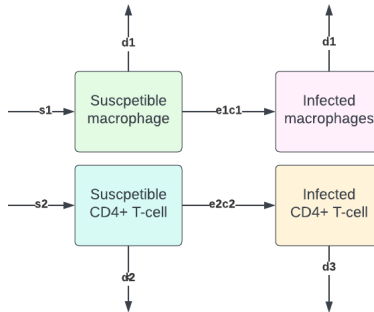 d1
d1
Suscpetible
macrophage
Infected
macrophages
s1
e1c1
Suscpetible
CD4+ T-cell
Infected
CD4+ T-cell
s2
e2c2
d2
d3